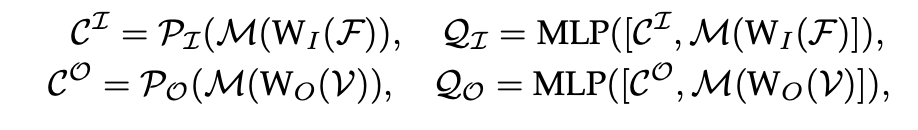 𝒞^ℐ = 𝒫_ℐ(ℳ(W_I(ℱ)), 𝒬_ℐ = MLP([𝒞^ℐ, ℳ(W_I(ℱ)]),
𝒞^𝒪 = 𝒫_𝒪(ℳ(W_O(𝒱)), 𝒬_𝒪 = MLP([𝒞^𝒪, ℳ(W_O(𝒱)]),